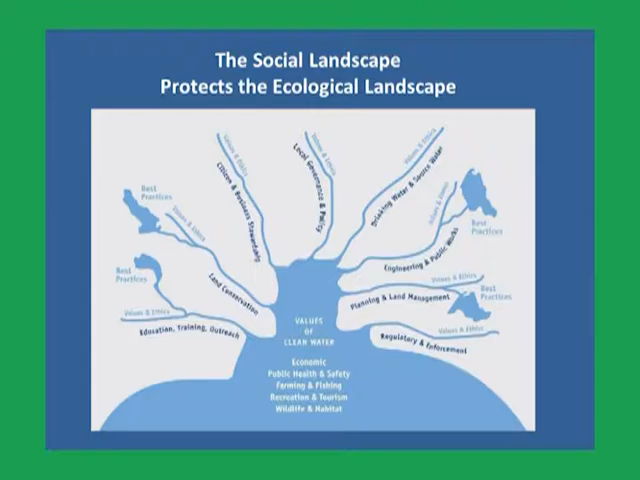 The Social Landscape
Protects the Ecological Landscape
Values & Ethics
Citizen & Business Stewardship
Values & Ethics
Local Governance & Policy
Values & Ethics
Drinking Water & Source Water
Best
Practices
Values & Ethics
Land Conservation
Values & Ethics
Engineering & Public Works
Best
Practices
Best
Practices
Values & Ethics
Education, Training, Outreach
Values & Ethics
Planning & Land Management
Best
Practices
Values & Ethics
Regulatory & Enforcement
VALUES
OF
CLEAN WATER
Economic
Public Health & Safety
Farming & Fishing
Recreation & Tourism
Wildlife & Habitat